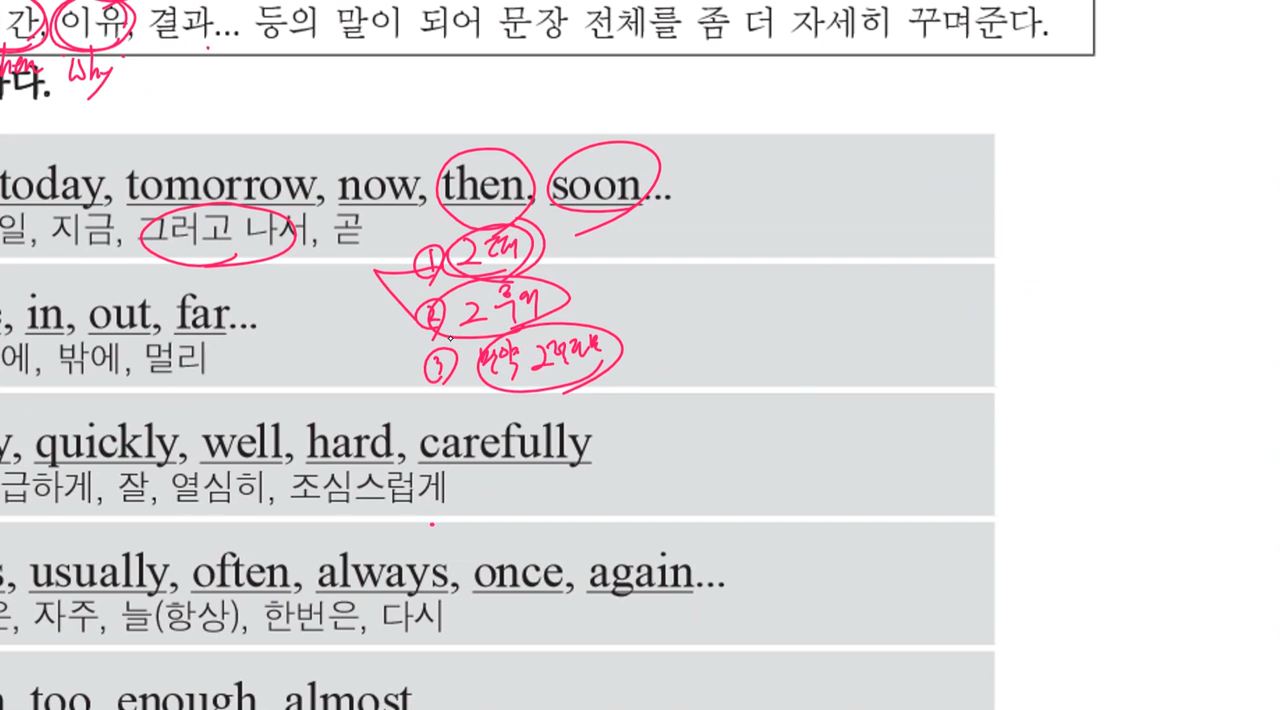 간, 이유, 결과... 등의 말이 되어 문장 전체를 좀 더 자세히 꾸며준다.
why
다.
today, tomorrow, now, then, soon...
일, 지금, 그러고 나서, 곧
① 그때
in, out, far...
② 그 후에
에, 밖에, 멀리
③ 만약 그렇다면
y, quickly, well, hard, carefully
급하게, 잘, 열심히, 조심스럽게
s, usually, often, always, once, again...
은, 자주, 늘(항상), 한번은, 다시
too, enough, almost